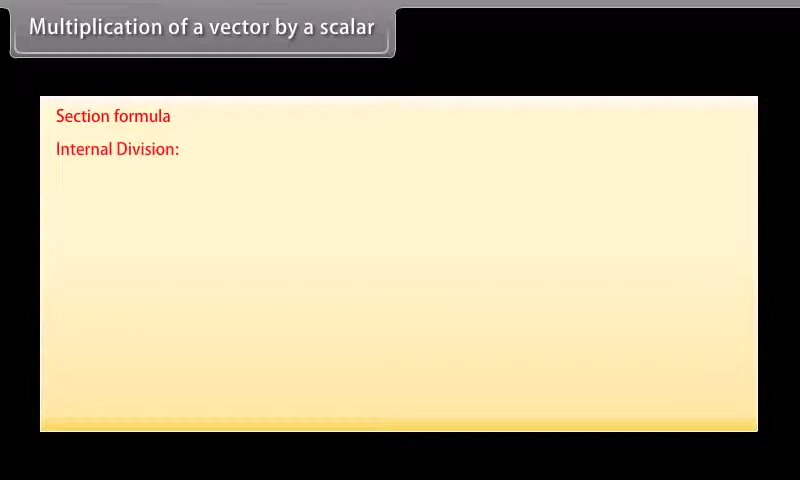 Multiplication of a vector by a scalar
Section formula
Internal Division: